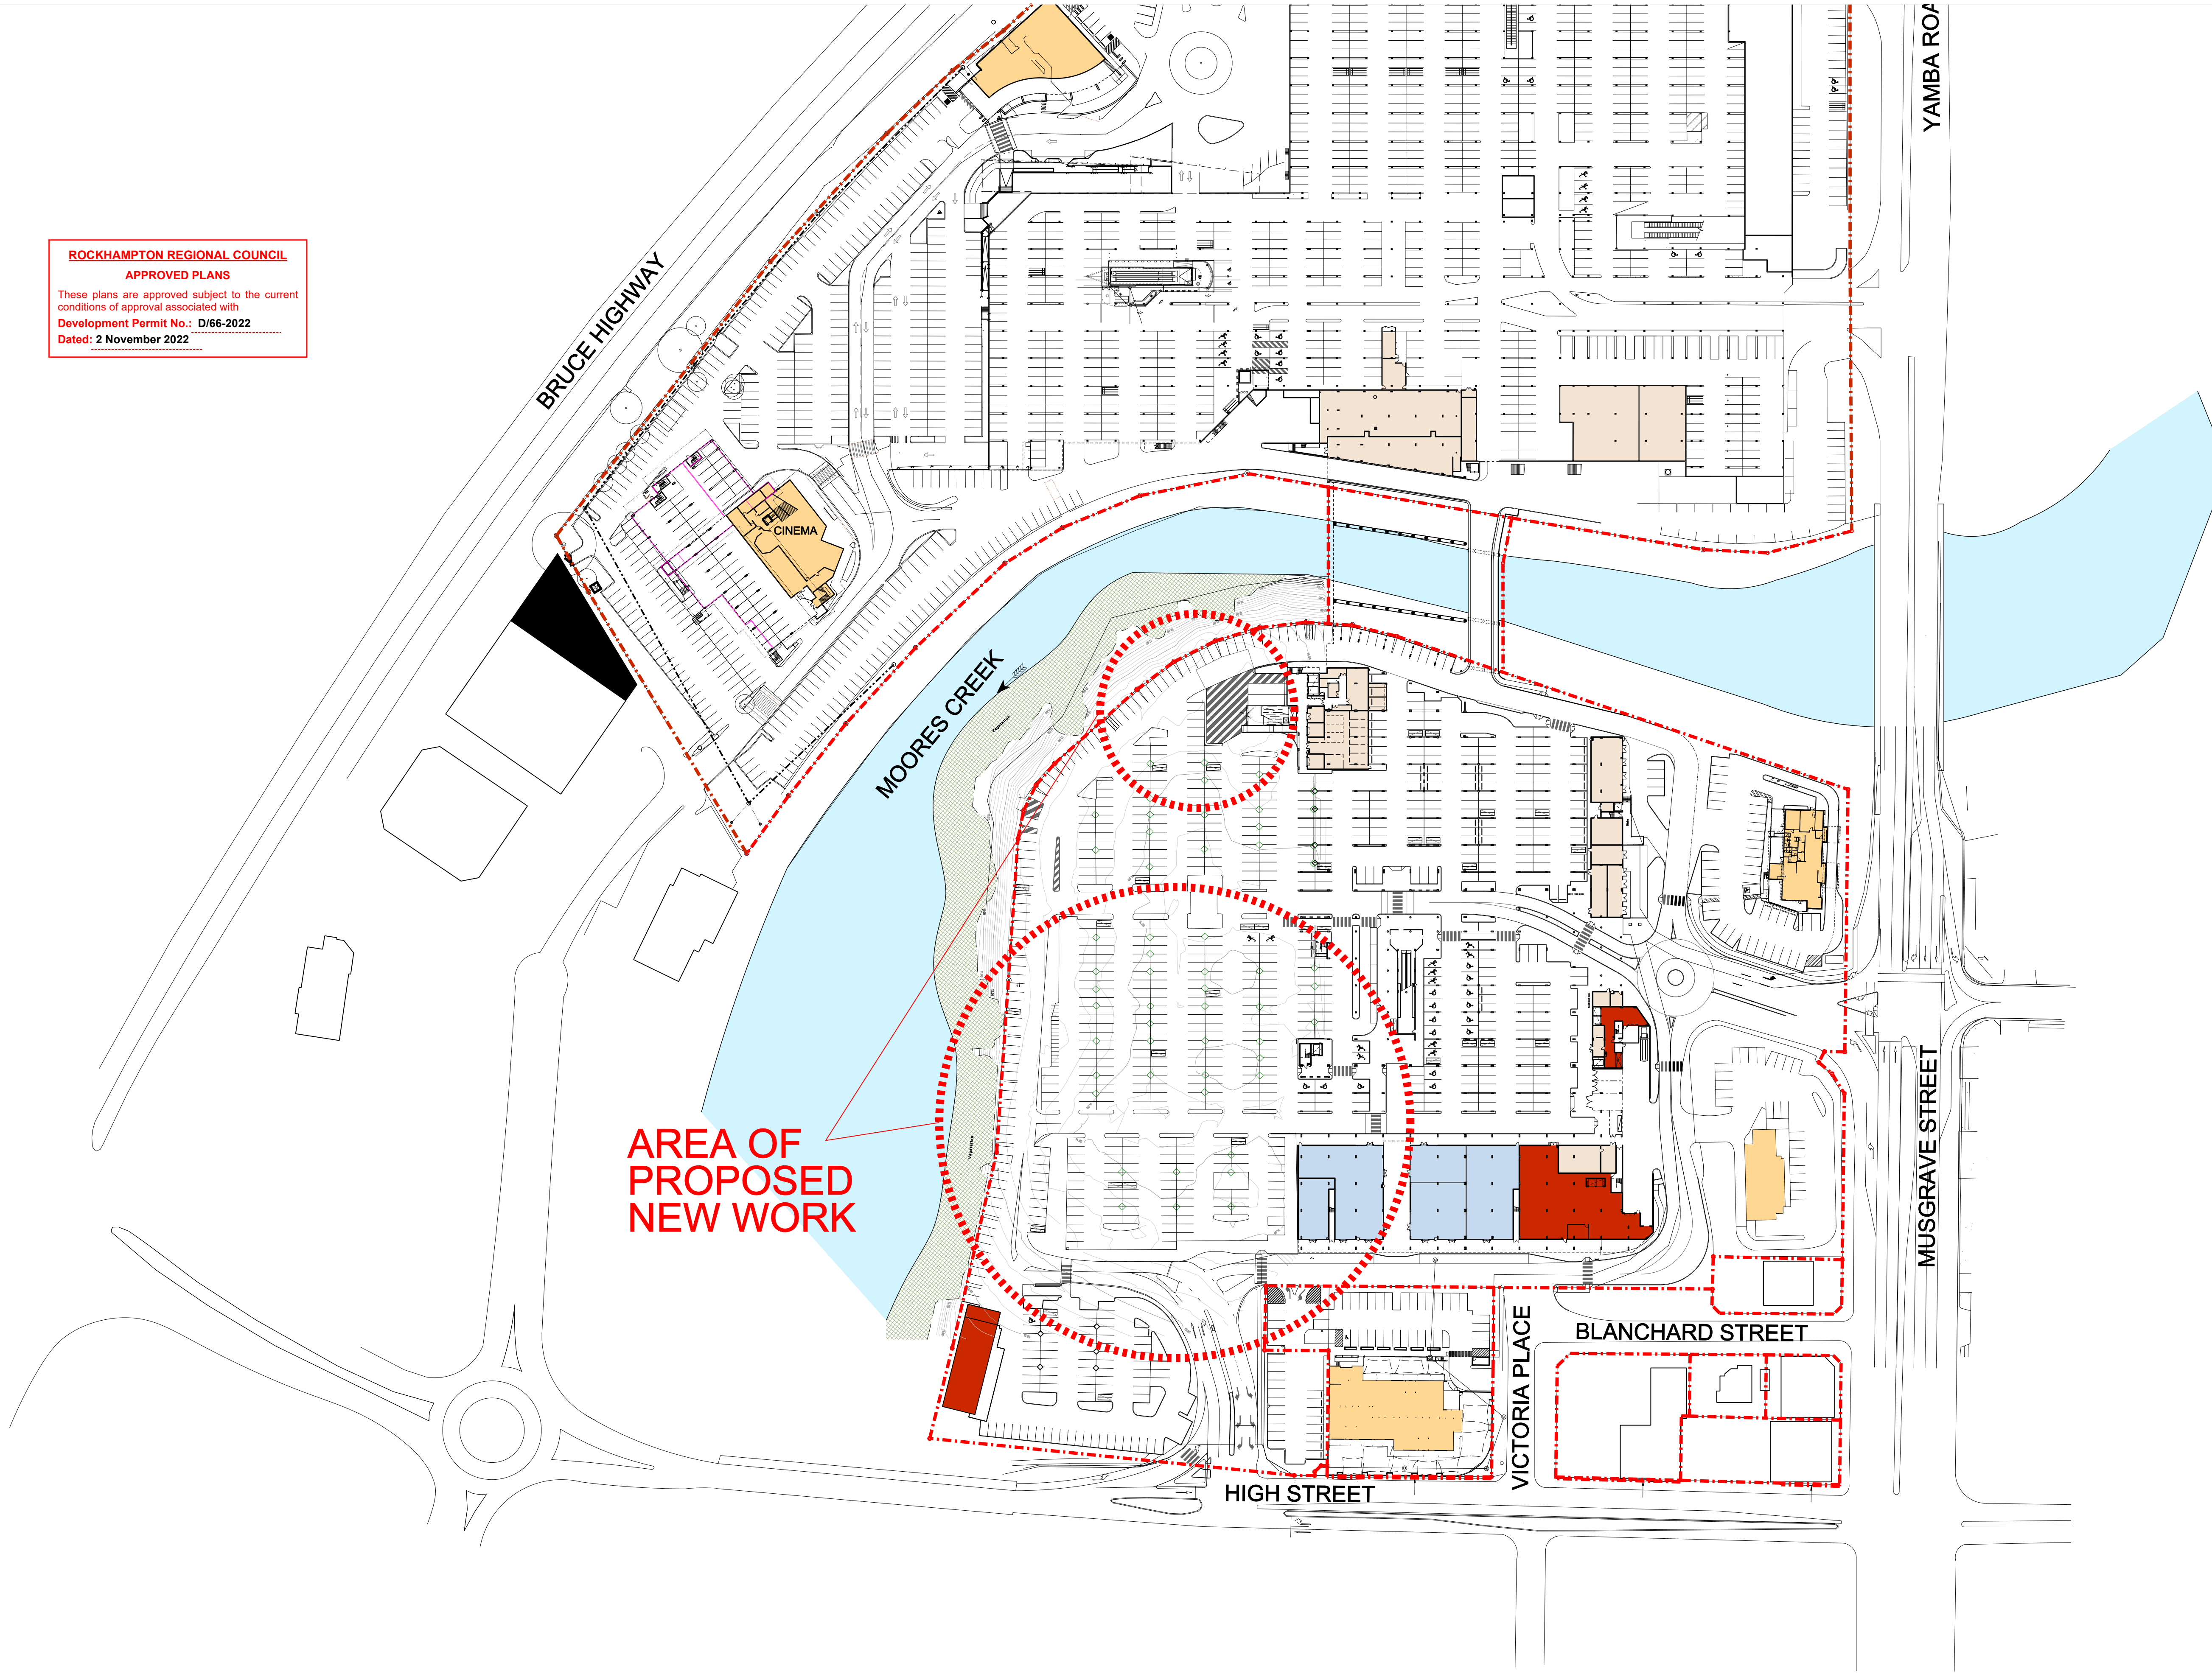 YAMBA ROA
ROCKHAMPTON REGIONAL COUNCIL
APPROVED PLANS
These plans are approved subject to the current
conditions of approval associated with
Development Permit No.: D/66-2022
Dated: 2 November 2022
BRUCE HIGHWAY
CINEMA
MOORES CREEK
Vegetation
Vegetation
AREA OF
PROPOSED
NEW WORK
MUSGRAVE STREET
BLANCHARD STREET
VICTORIA PLACE
HIGH STREET